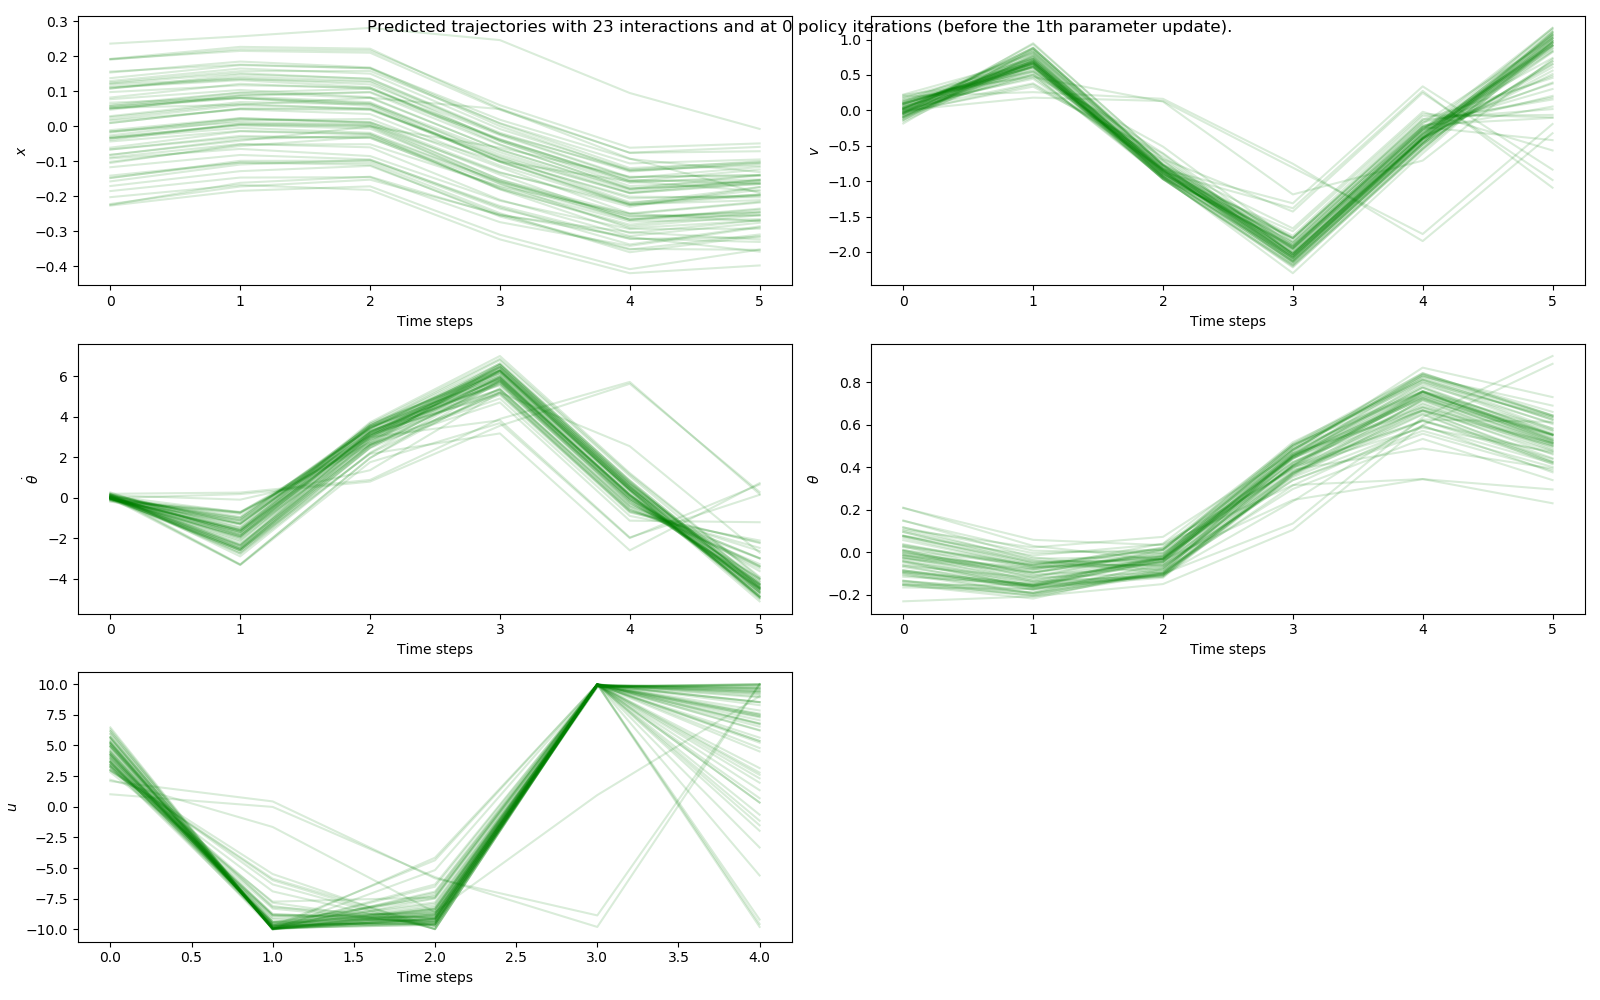 Predicted trajectories with 23 interactions and at 0 policy iterations (before the 1th parameter update).
0.3
0.2
0.1
0.0
−0.1
−0.2
−0.3
−0.4
x
0 1 2 3 4 5
Time steps
1.0
0.5
0.0
−0.5
−1.0
−1.5
−2.0
v
0 1 2 3 4 5
Time steps
6
4
2
0
−2
−4
θ̇
0 1 2 3 4 5
Time steps
0.8
0.6
0.4
0.2
0.0
−0.2
θ
0 1 2 3 4 5
Time steps
10.0
7.5
5.0
2.5
0.0
−2.5
−5.0
−7.5
−10.0
u
0.0 0.5 1.0 1.5 2.0 2.5 3.0 3.5 4.0
Time steps